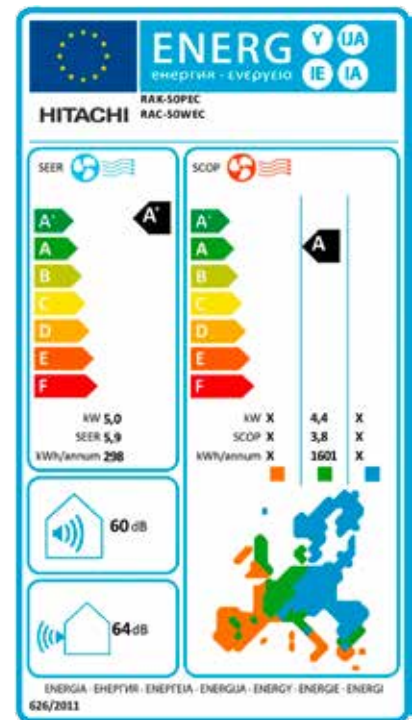 ENERG Y IJA
енергия · ενεργεια IE IA
HITACHI
RAK-50PEC
RAC-50WEC
SEER
A+
A+
A
B
C
D
E
F
kW 5,0
SEER 5,9
kWh/annum 298
SCOP
A+
A
A
B
C
D
E
F
kW X 4,4 X
SCOP X 3,8 X
kWh/annum X 1601 X
60 dB
64 dB
ENERGIA · ЕНЕРГИЯ · ΕΝΕΡΓΕΙΑ · ENERGIJA · ENERGY · ENERGIE · ENERGI
626/2011